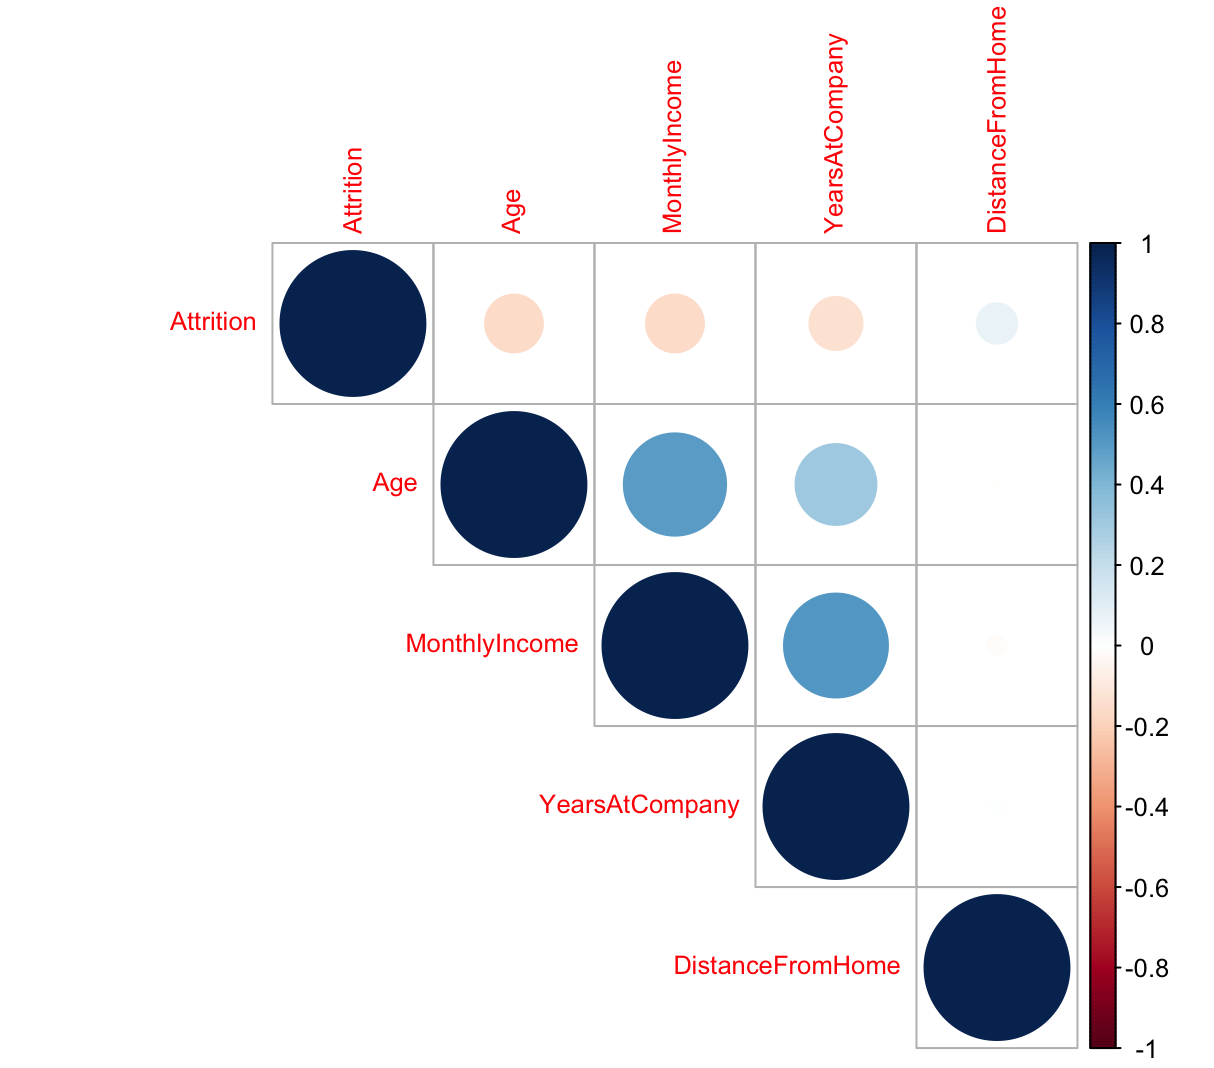 Attrition
Age
MonthlyIncome
YearsAtCompany
DistanceFromHome
Attrition
Age
MonthlyIncome
YearsAtCompany
DistanceFromHome
1
0.8
0.6
0.4
0.2
0
-0.2
-0.4
-0.6
-0.8
-1